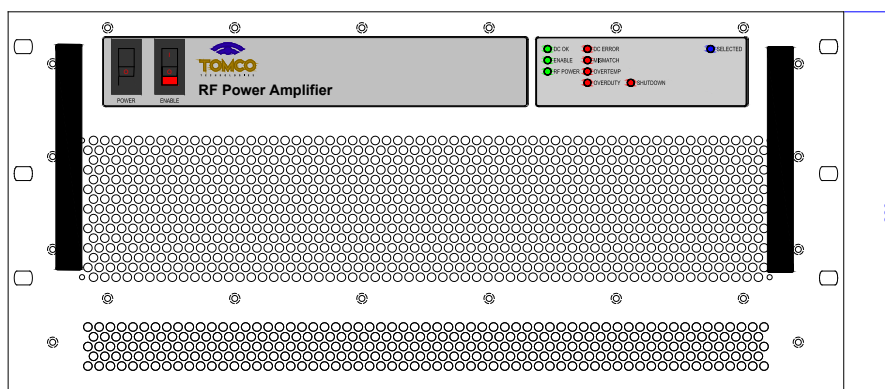 POWER
ENABLE
TOMCO
TECHNOLOGIES
RF Power Amplifier
DC OK
DC ERROR
SELECTED
ENABLE
MISMATCH
RF POWER
OVERTEMP
OVERDUTY
SHUTDOWN